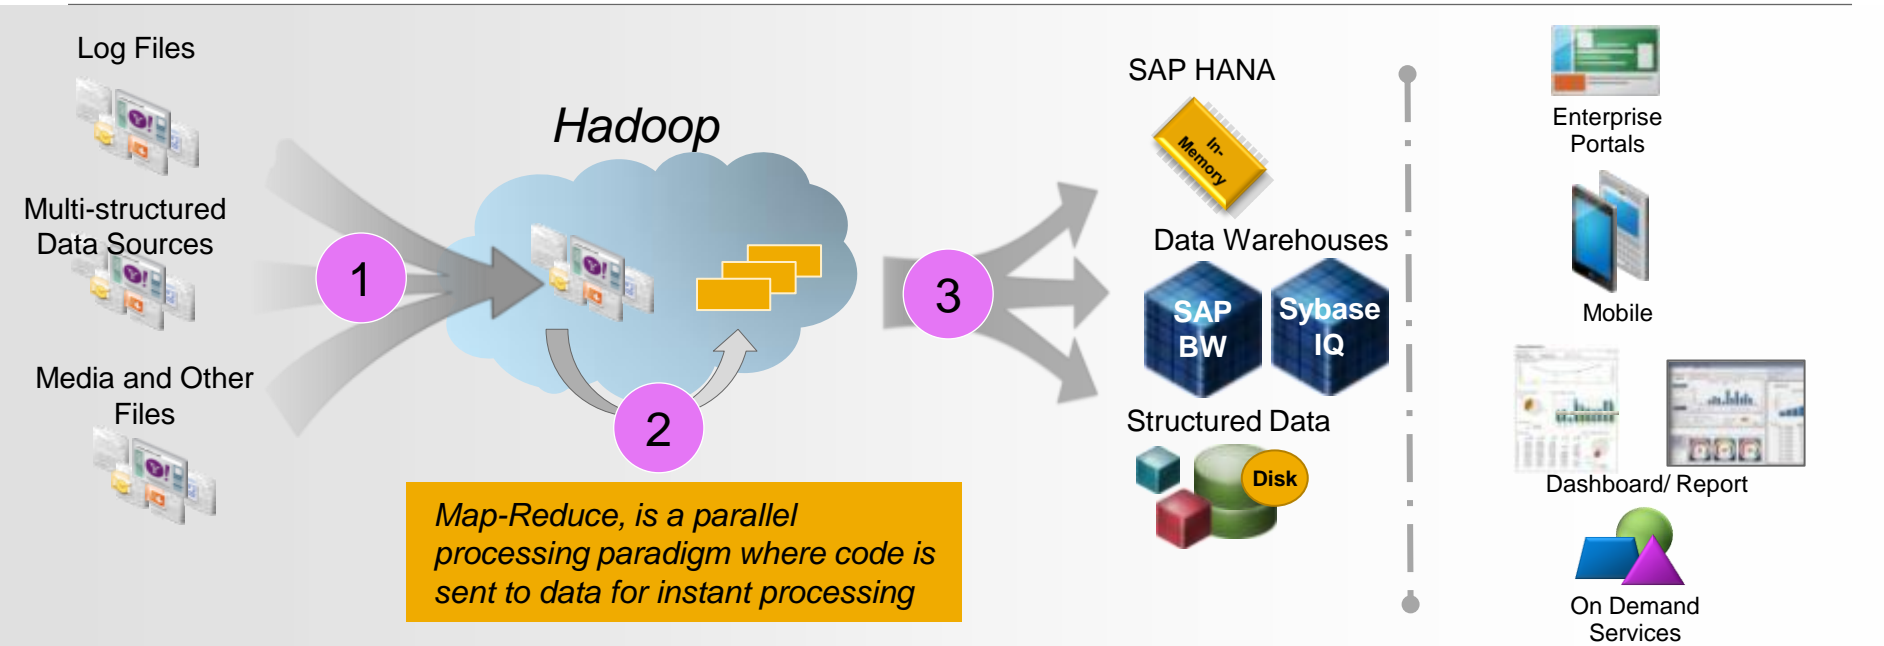 Log Files
Multi-structured
Data Sources
Media and Other
Files
1
Hadoop
2
Map-Reduce, is a parallel
processing paradigm where code is
sent to data for instant processing
3
SAP HANA
In-
Memory
Data Warehouses
SAP
BW
Sybase
IQ
Structured Data
Disk
Enterprise
Portals
Mobile
Dashboard/ Report
On Demand
Services